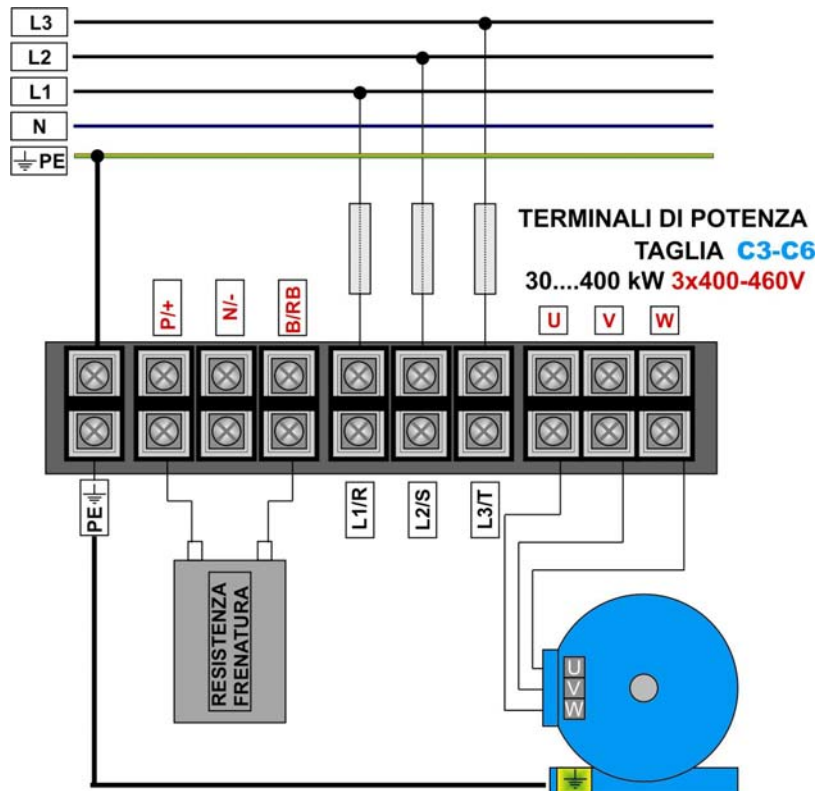 L3
L2
L1
N
PE
TERMINALI DI POTENZA
TAGLIA C3-C6
30....400 kW 3x400-460V
P/+
N/-
B/RB
U
V
W
PE
L1/R
L2/S
L3/T
RESISTENZA
FRENATURA
U
V
W